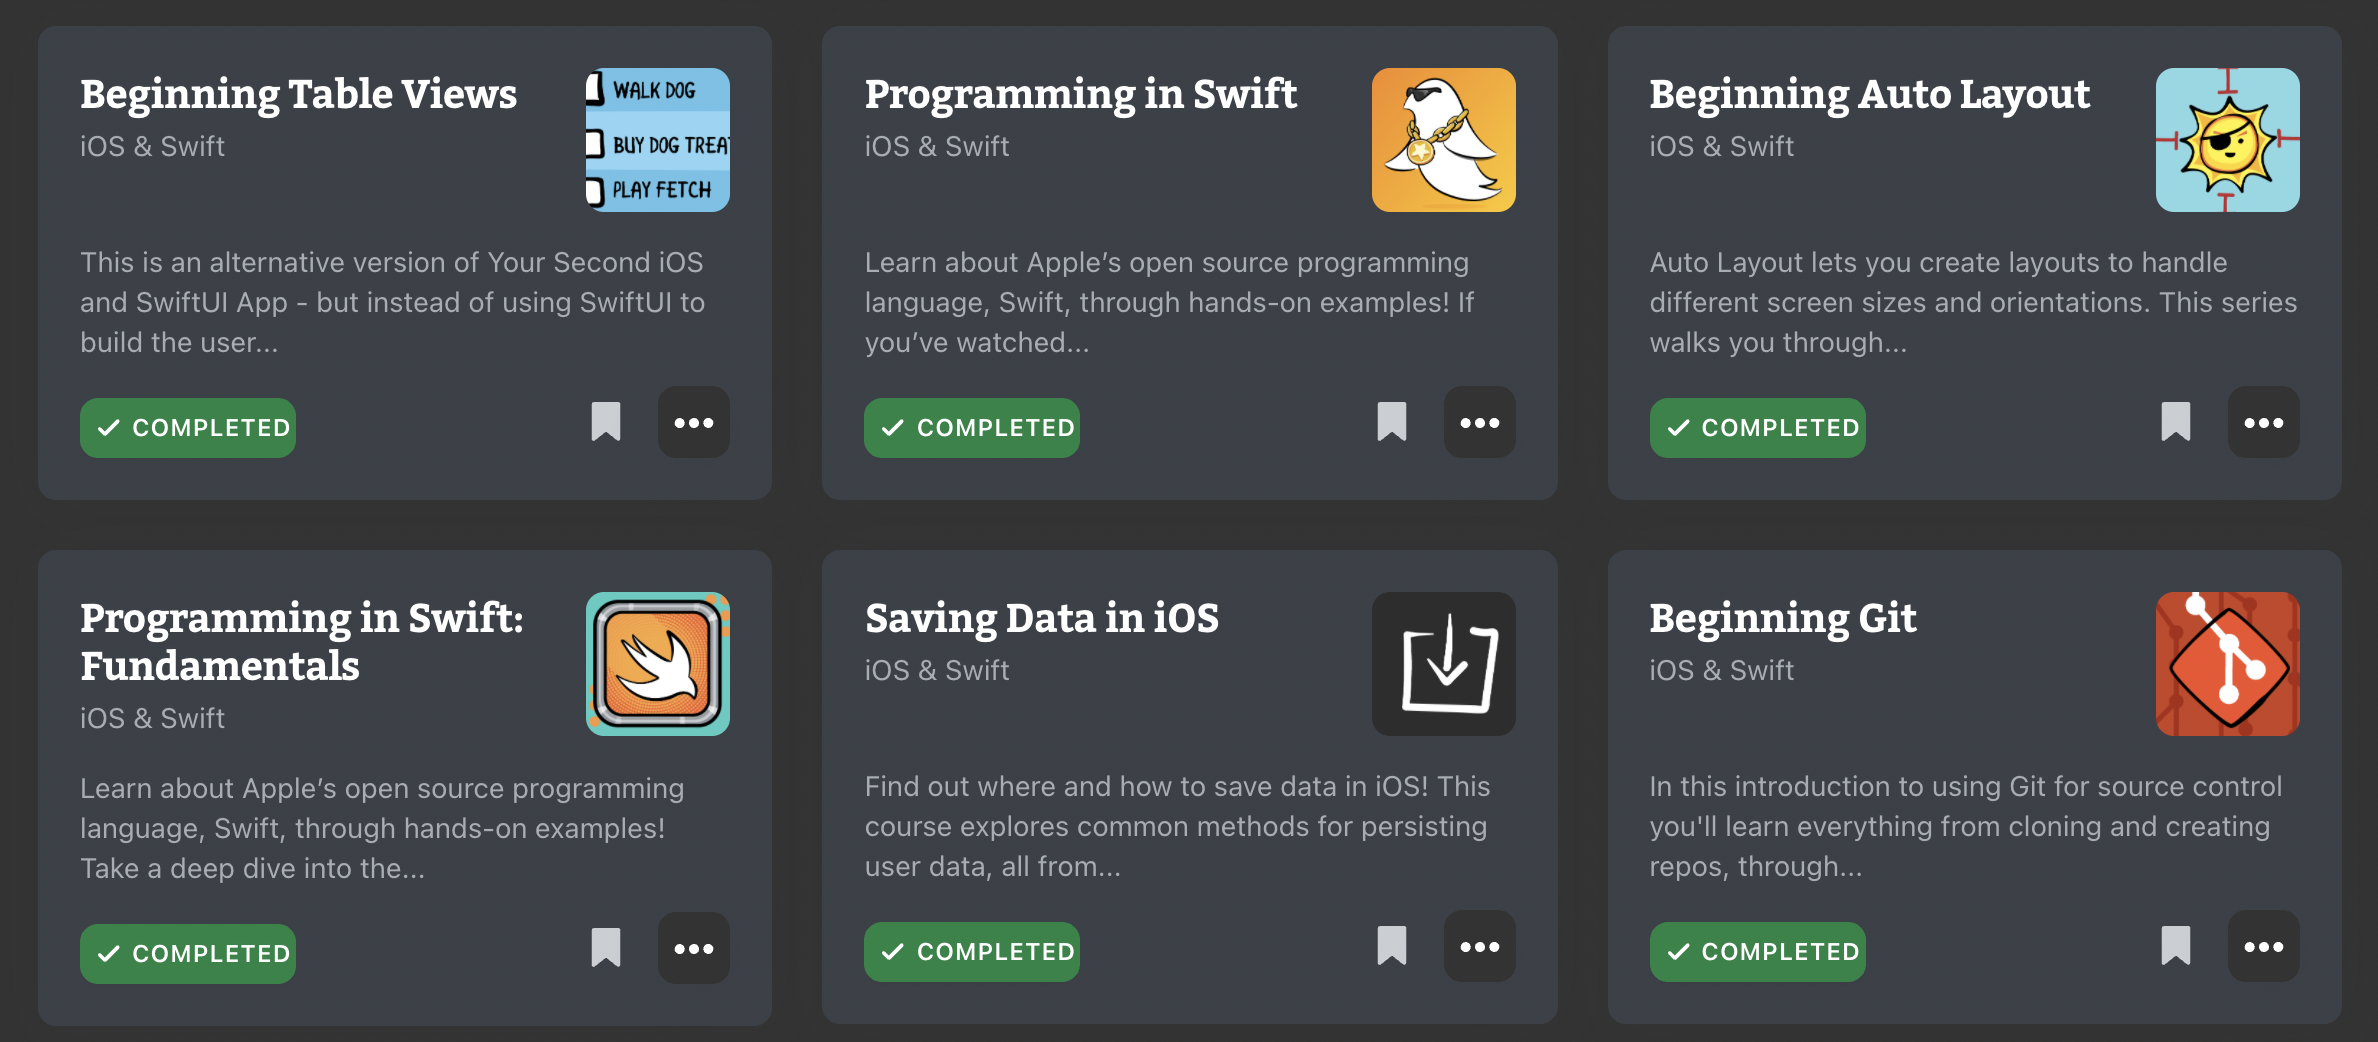 Beginning Table Views
iOS & Swift
WALK DOG
BUY DOG TREA
PLAY FETCH
This is an alternative version of Your Second iOS
and SwiftUI App - but instead of using SwiftUI to
build the user...
COMPLETED
Programming in Swift
iOS & Swift
Learn about Apple’s open source programming
language, Swift, through hands-on examples! If
you’ve watched...
COMPLETED
Beginning Auto Layout
iOS & Swift
Auto Layout lets you create layouts to handle
different screen sizes and orientations. This series
walks you through...
COMPLETED
Programming in Swift:
Fundamentals
iOS & Swift
Learn about Apple’s open source programming
language, Swift, through hands-on examples!
Take a deep dive into the...
COMPLETED
Saving Data in iOS
iOS & Swift
Find out where and how to save data in iOS! This
course explores common methods for persisting
user data, all from...
COMPLETED
Beginning Git
iOS & Swift
In this introduction to using Git for source control
you'll learn everything from cloning and creating
repos, through...
COMPLETED